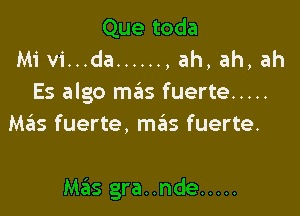 Que toda
Mi vi...da......, ah, ah, ah
Es algo más fuerte.....
Más fuerte, más fuerte.
Más gra..nde.....